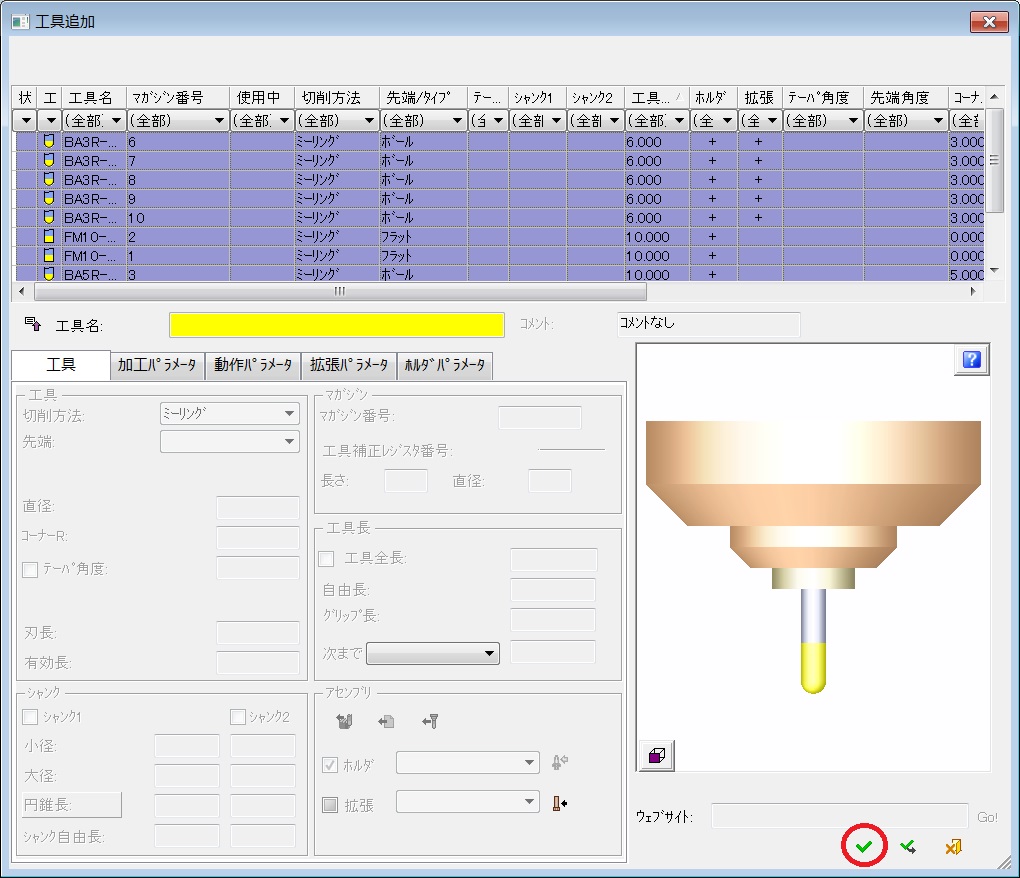 工具追加
状 工 工具名 ﾏｶﾞｼﾞﾝ番号 使用中 切削方法 先端/ﾀｲﾌﾟ テー... ｼｬﾝｸ1 ｼｬﾝｸ2 工具... ﾎﾙﾀﾞ 拡張 ﾃｰﾊﾟ角度 先端角度 ｺｰﾅ.
(全部) (全部) (全部) (全部) (全部) (全 (全部 (全部 (全部) (全 (全 (全部) (全部) (全部
BA3R-... 6 ﾐｰﾘﾝｸﾞ ﾎﾞｰﾙ 6.000 + + 3.000
BA3R-... 7 ﾐｰﾘﾝｸﾞ ﾎﾞｰﾙ 6.000 + + 3.000
BA3R-... 8 ﾐｰﾘﾝｸﾞ ﾎﾞｰﾙ 6.000 + + 3.000
BA3R-... 9 ﾐｰﾘﾝｸﾞ ﾎﾞｰﾙ 6.000 + + 3.000
BA3R-... 10 ﾐｰﾘﾝｸﾞ ﾎﾞｰﾙ 6.000 + + 3.000
FM10-... 2 ﾐｰﾘﾝｸﾞ ﾌﾗｯﾄ 10.000 + 0.000
FM10-... 1 ﾐｰﾘﾝｸﾞ ﾌﾗｯﾄ 10.000 + 0.000
BA5R-... 3 ﾐｰﾘﾝｸﾞ ﾎﾞｰﾙ 10.000 + 5.000
工具名: ｺﾒﾝﾄ: ｺﾒﾝﾄなし
工具 加工ﾊﾟﾗﾒｰﾀ 動作ﾊﾟﾗﾒｰﾀ 拡張ﾊﾟﾗﾒｰﾀ ﾎﾙﾀﾞﾊﾟﾗﾒｰﾀ
工具
切削方法: ﾐｰﾘﾝｸﾞ
先端:
直径:
ｺｰﾅｰR:
ﾃｰﾊﾟ角度:
刃長:
有効長:
ｼｬﾝｸ
ｼｬﾝｸ1 ｼｬﾝｸ2
小径:
大径:
円錐長:
ｼｬﾝｸ自由長:
ﾏｶﾞｼﾞﾝ
ﾏｶﾞｼﾞﾝ番号:
工具補正ﾚｼﾞｽﾀ番号:
長さ: 直径:
工具長
工具全長:
自由長:
ｸﾞﾘｯﾌﾟ長:
次まで
ｱｾﾝﾌﾞﾘ
ﾎﾙﾀﾞ
拡張
?
ｳｪﾌﾞｻｲﾄ: Go!